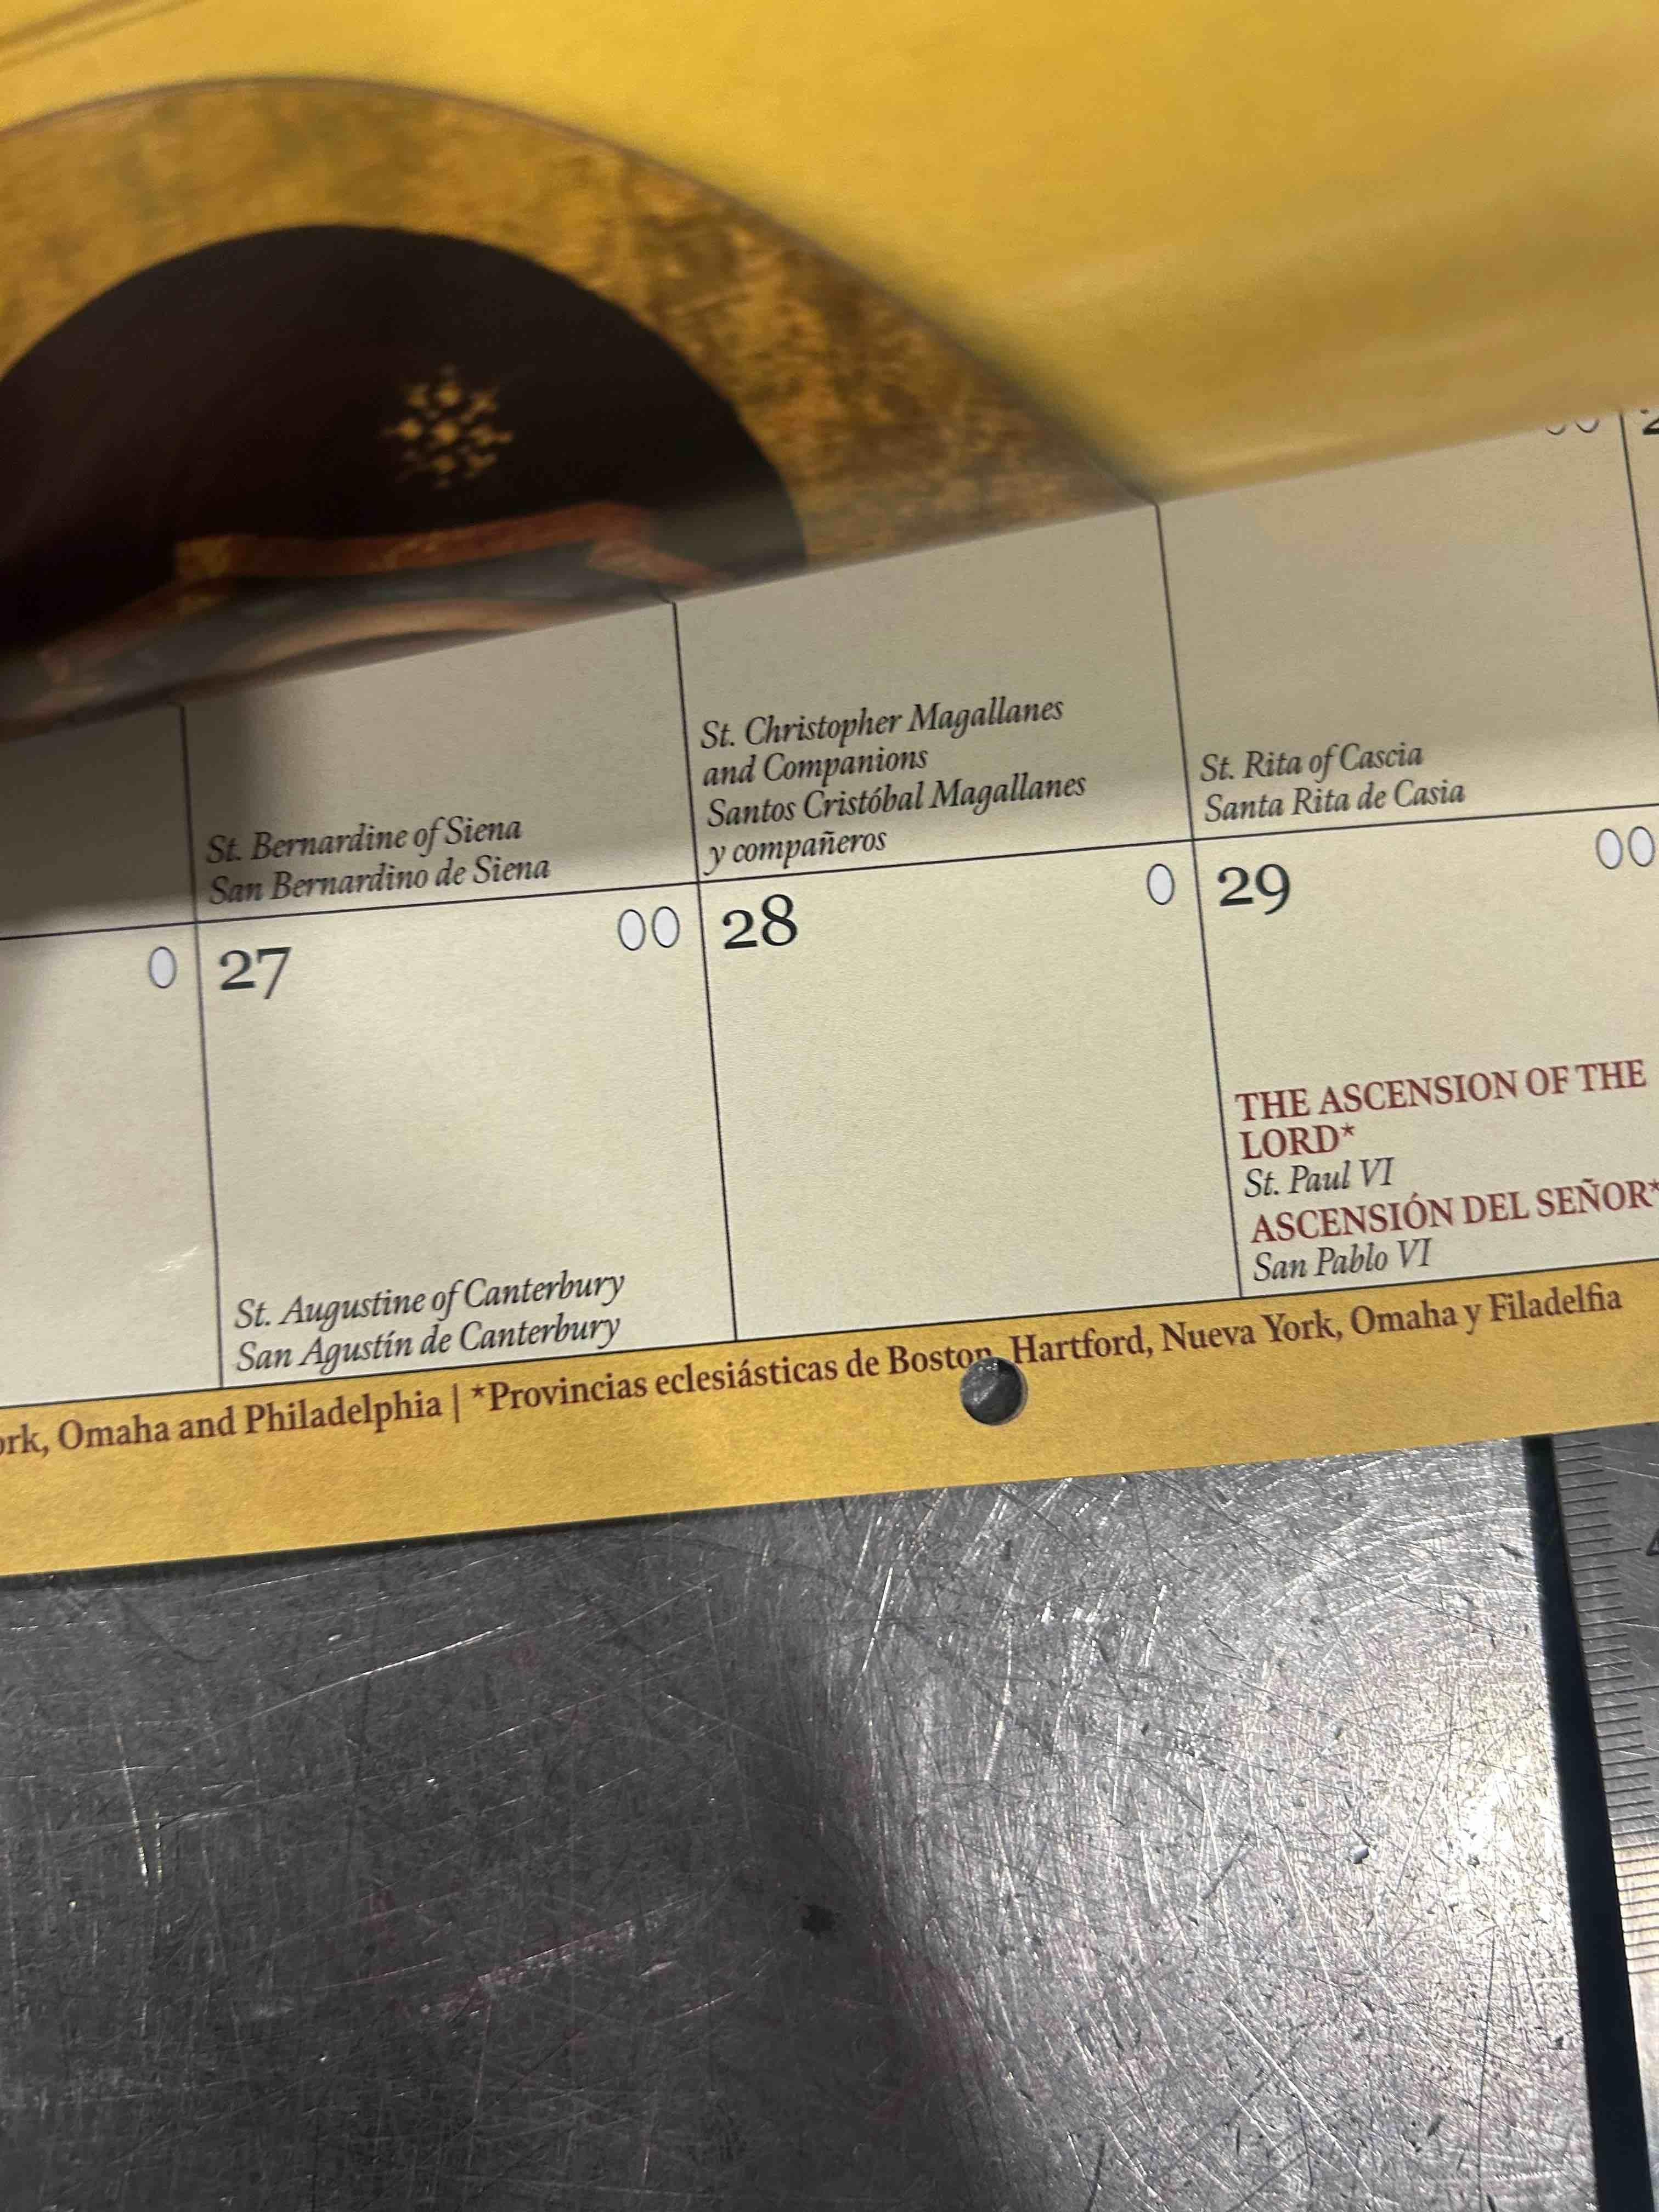 St. Bernardine of Siena
San Bernardino de Siena
St. Christopher Magallanes
and Companions
Santos Cristóbal Magallanes
y compañeros
St. Rita of Cascia
Santa Rita de Casia
27
St. Augustine of Canterbury
San Agustín de Canterbury
28
29
THE ASCENSION OF THE
LORD*
St. Paul VI
ASCENSIÓN DEL SEÑOR*
San Pablo VI
ork, Omaha and Philadelphia | *Provincias eclesiásticas de Boston, Hartford, Nueva York, Omaha y Filadelfia